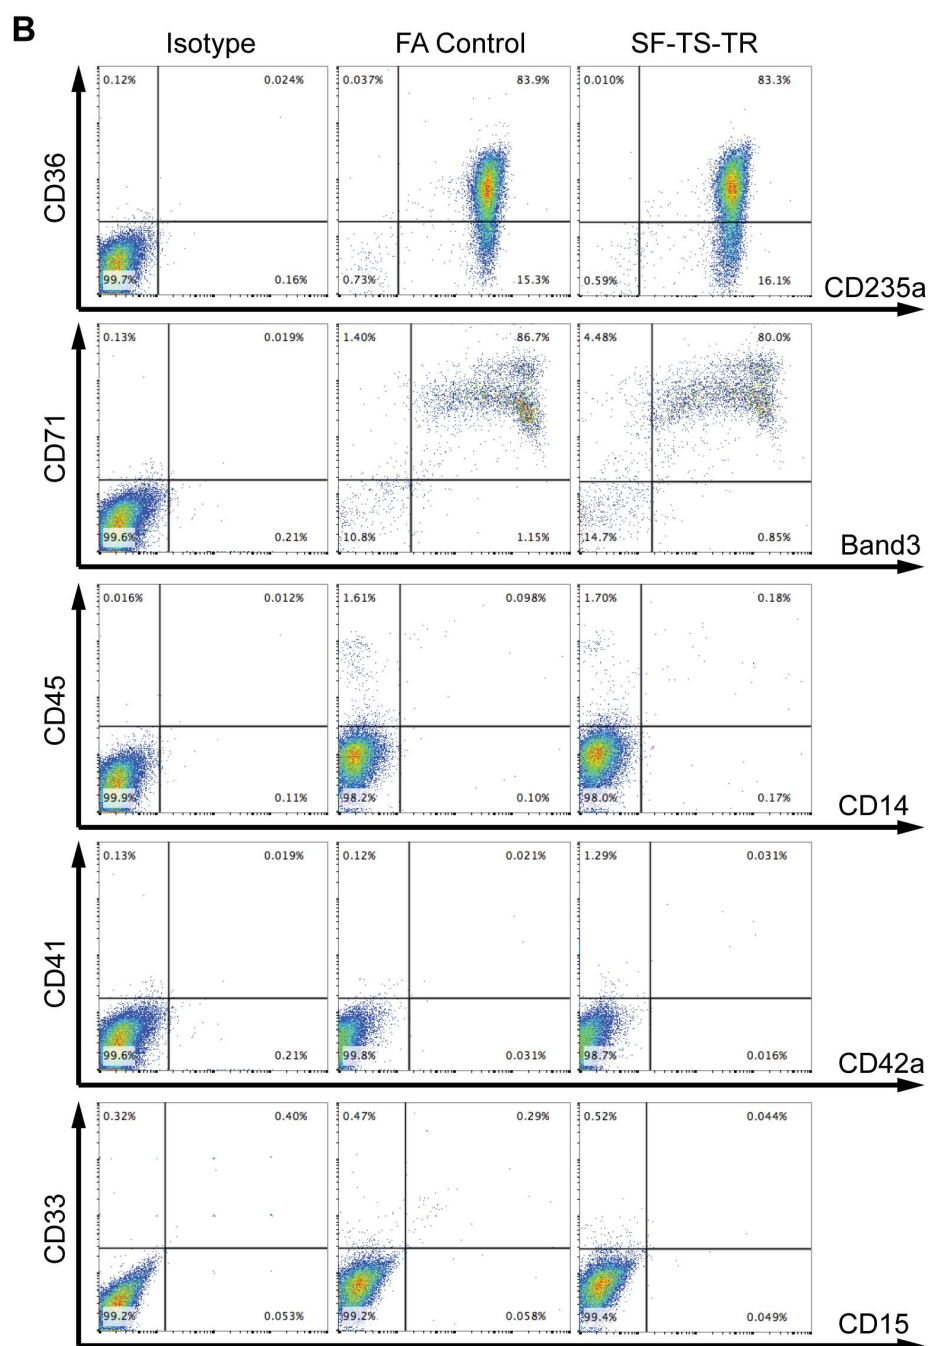 B
Isotype FA Control SF-TS-TR
0.12% 0.024% 0.037% 83.9% 0.010% 83.3%
CD36
99.7% 0.16% 0.73% 15.3% 0.59% 16.1%
CD235a
0.13% 0.019% 1.40% 86.7% 4.48% 80.0%
CD71
99.6% 0.21% 10.8% 1.15% 14.7% 0.85%
Band3
0.016% 0.012% 1.61% 0.098% 1.70% 0.18%
CD45
99.9% 0.11% 98.2% 0.10% 98.0% 0.17%
CD14
0.13% 0.019% 0.12% 0.021% 1.29% 0.031%
CD41
99.6% 0.21% 99.8% 0.031% 98.7% 0.016%
CD42a
0.32% 0.40% 0.47% 0.29% 0.52% 0.044%
CD33
99.2% 0.053% 99.2% 0.058% 99.4% 0.049%
CD15